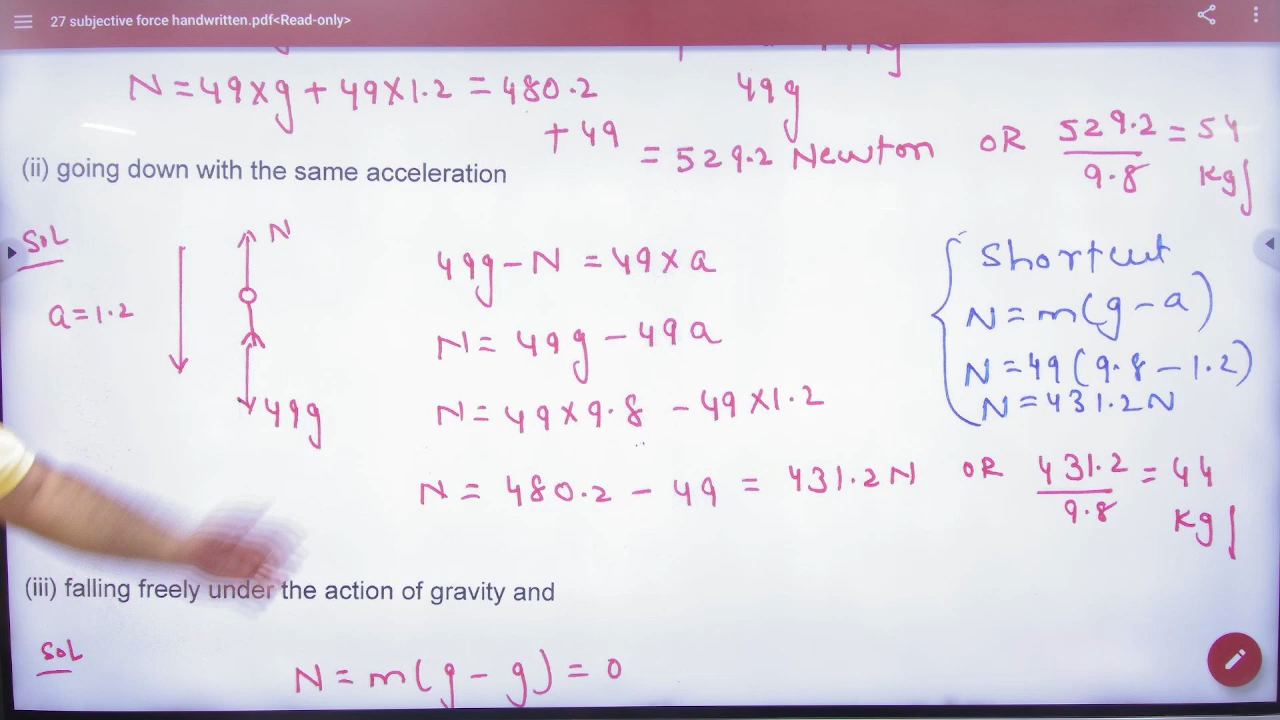 27 subjective force handwritten.pdf<Read-only>
N = 49×g + 49×1.2 = 480.2
+ 49
49g
= 529.2 Newton OR 529.2/9.8 = 54 kgf
(ii) going down with the same acceleration
Sol
a = 1.2
N
49g
49g - N = 49 × a
N = 49g - 49a
N = 49 × 9.8 - 49 × 1.2
N = 480.2 - 49 = 431.2 N OR 431.2/9.8 = 44 kgf
Shortcut
N = m(g - a)
N = 49(9.8 - 1.2)
N = 431.2N
(iii) falling freely under the action of gravity and
Sol
N = m(g - g) = 0